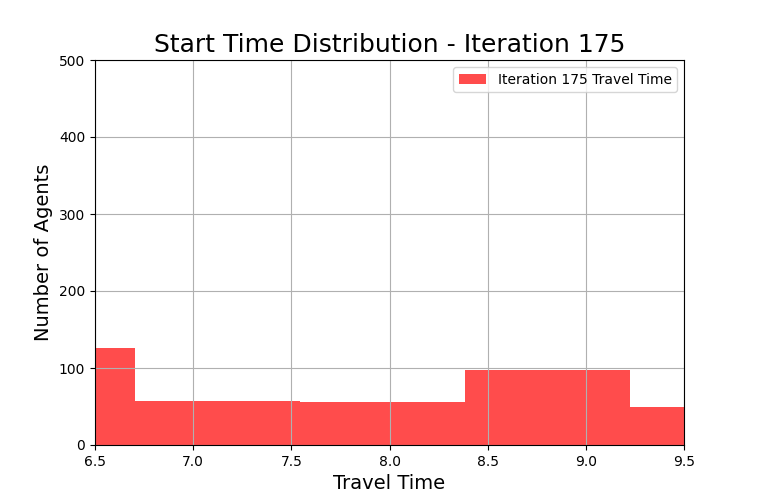 Start Time Distribution - Iteration 175
500
400
300
200
100
0
Number of Agents
Iteration 175 Travel Time
6.5 7.0 7.5 8.0 8.5 9.0 9.5
Travel Time